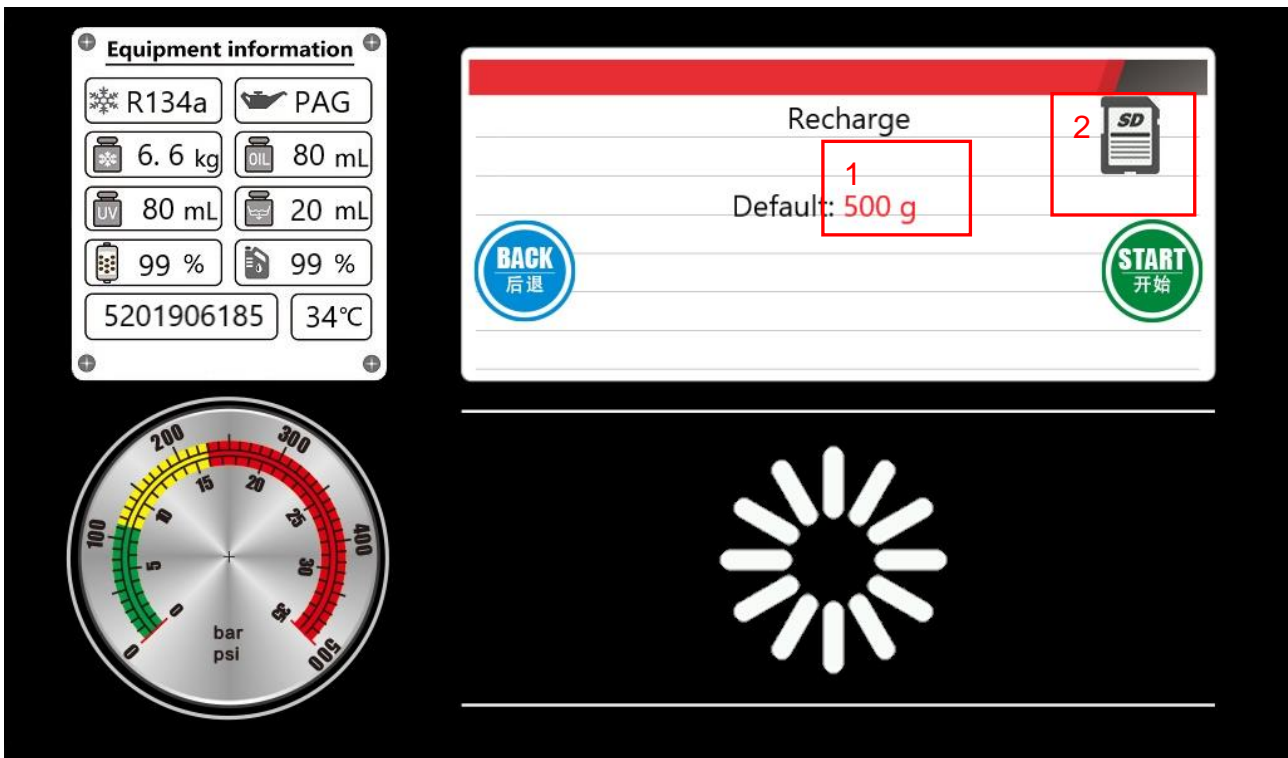 Equipment information
R134a
PAG
6. 6 kg
OIL
80 mL
UV
80 mL
20 mL
99 %
99 %
5201906185
34℃
Recharge
2
SD
1
Default: 500 g
BACK
后退
START
开始
0
100
200
300
400
500
0
5
10
15
20
25
30
35
bar
psi